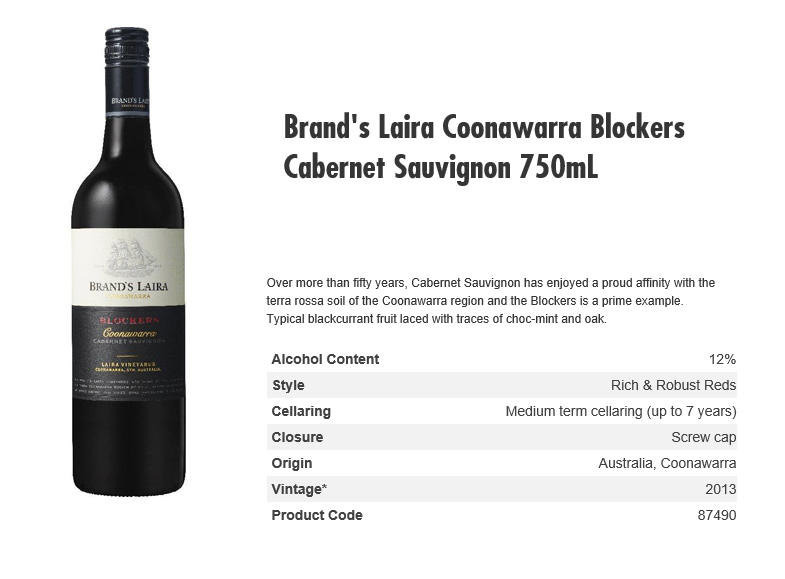 Brand's Laira Coonawarra Blockers
Cabernet Sauvignon 750mL
Over more than fifty years, Cabernet Sauvignon has enjoyed a proud affinity with the
terra rossa soil of the Coonawarra region and the Blockers is a prime example.
Typical blackcurrant fruit laced with traces of choc-mint and oak.
Alcohol Content 12%
Style Rich & Robust Reds
Cellaring Medium term cellaring (up to 7 years)
Closure Screw cap
Origin Australia, Coonawarra
Vintage* 2013
Product Code 87490
BRAND'S LAIRA
BRAND'S LAIRA
COONAWARRA
BLOCKERS
Coonawarra
CABERNET SAUVIGNON
LAIRA VINEYARDS
COONAWARRA, STH. AUSTRALIA.